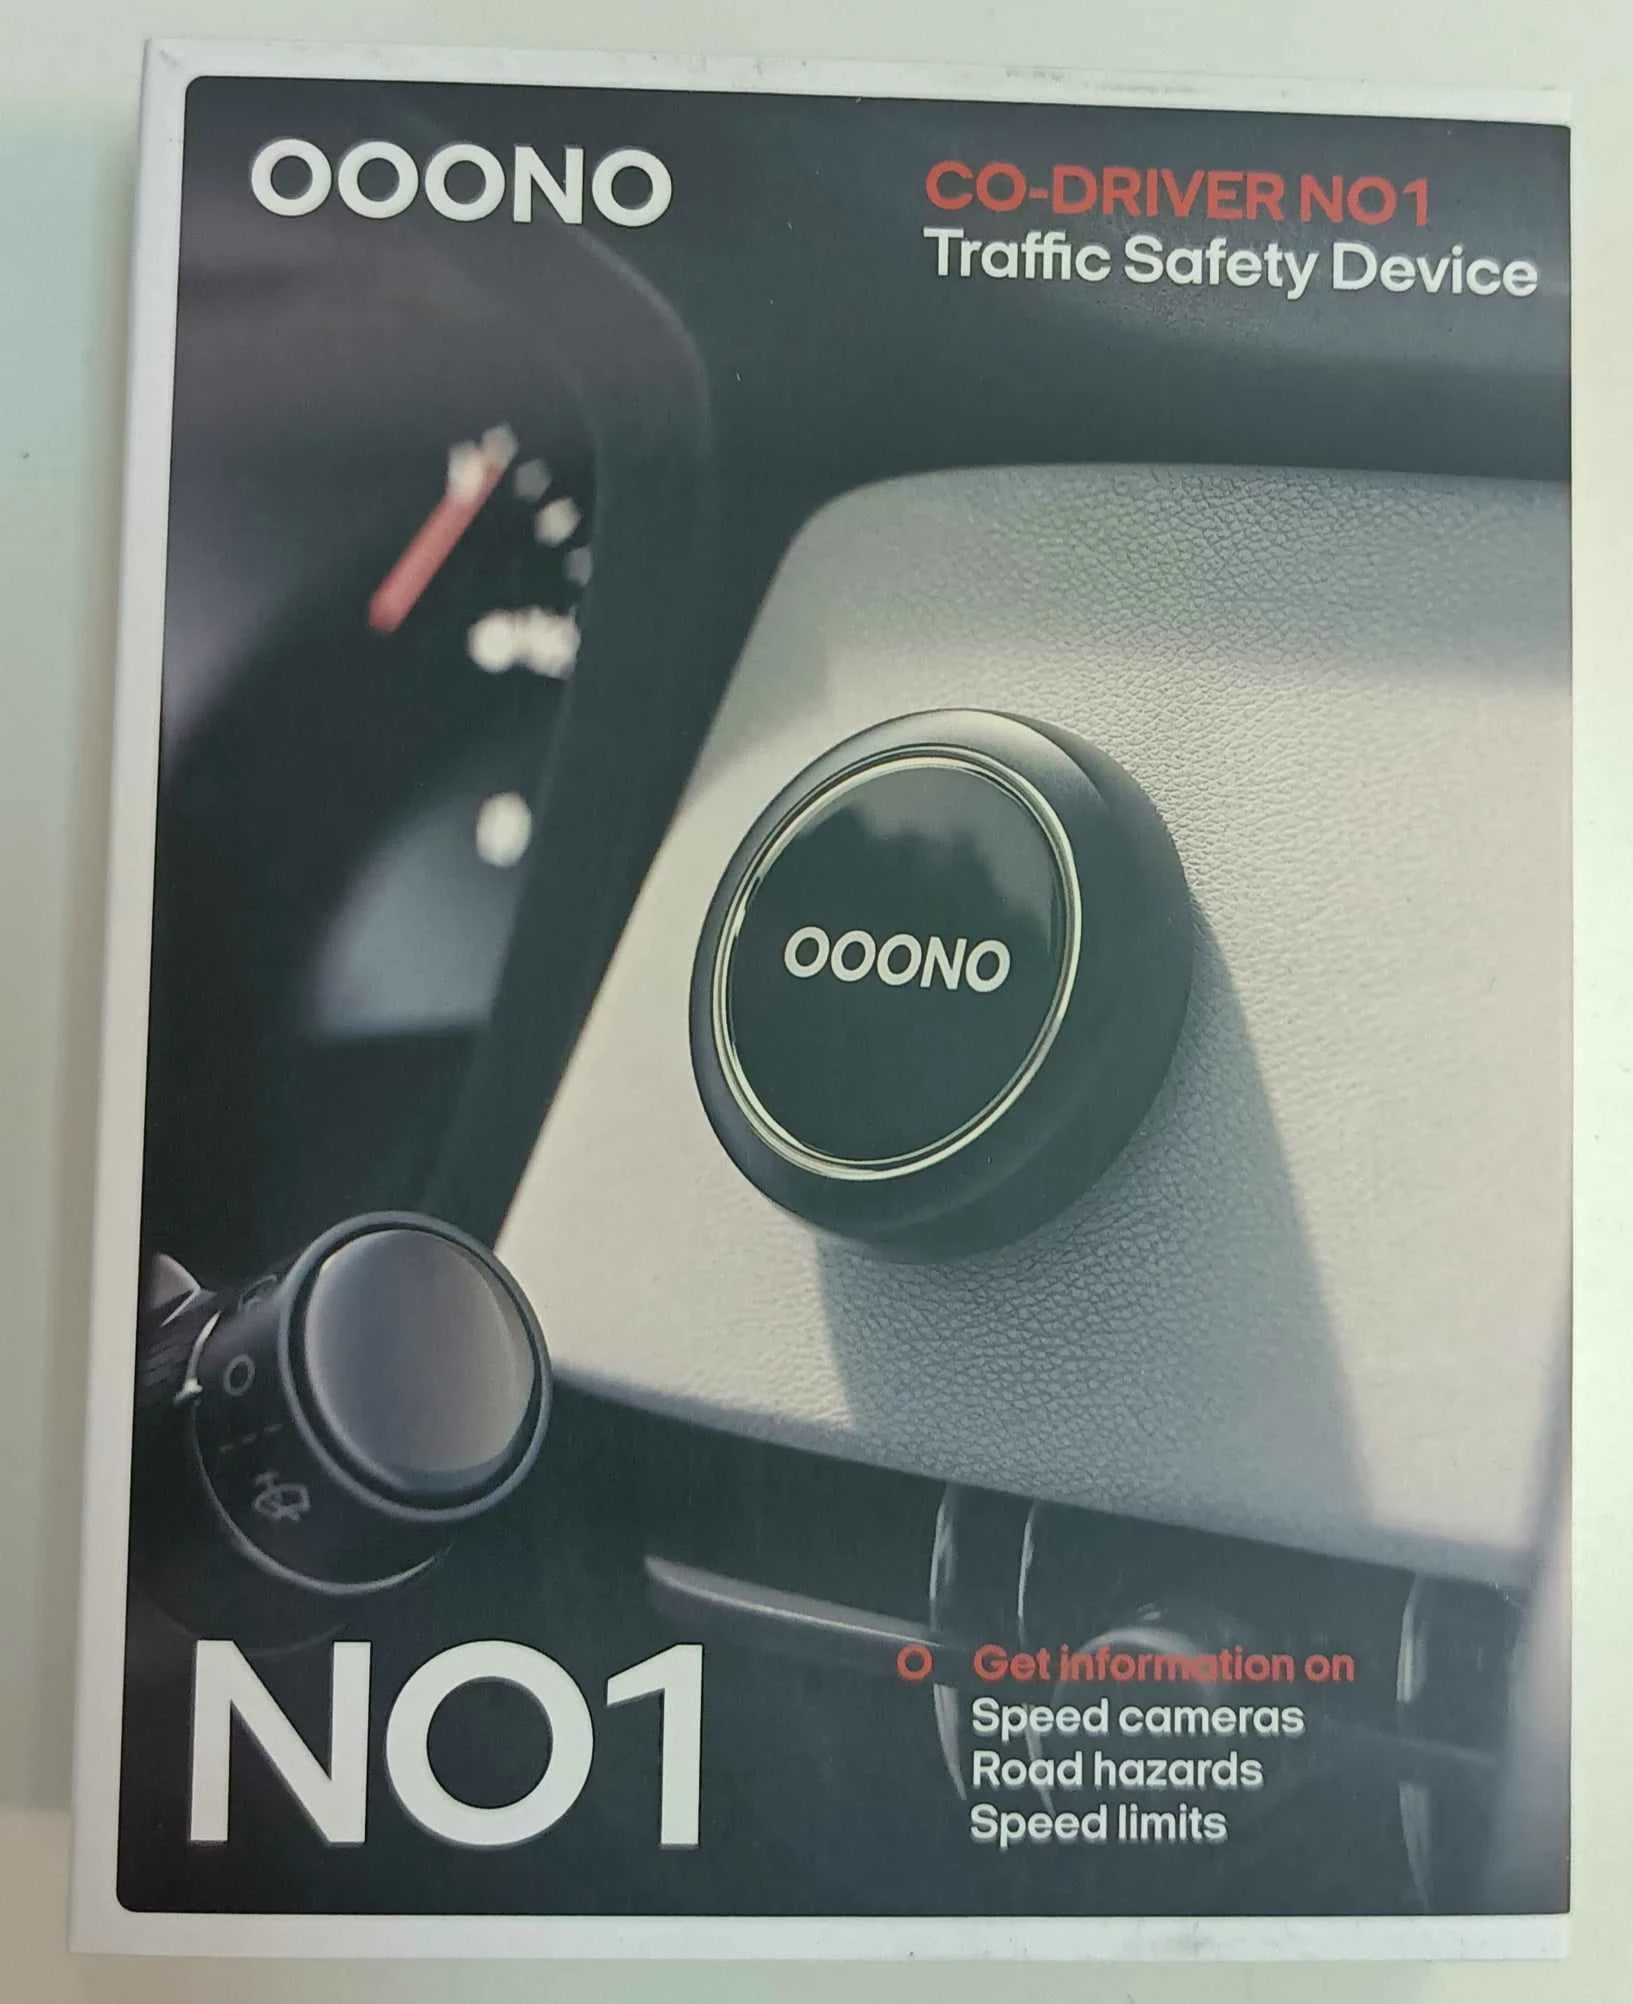 OOONO
CO-DRIVER NO1
Traffic Safety Device
OOONO
NO1
O Get information on
Speed cameras
Road hazards
Speed limits